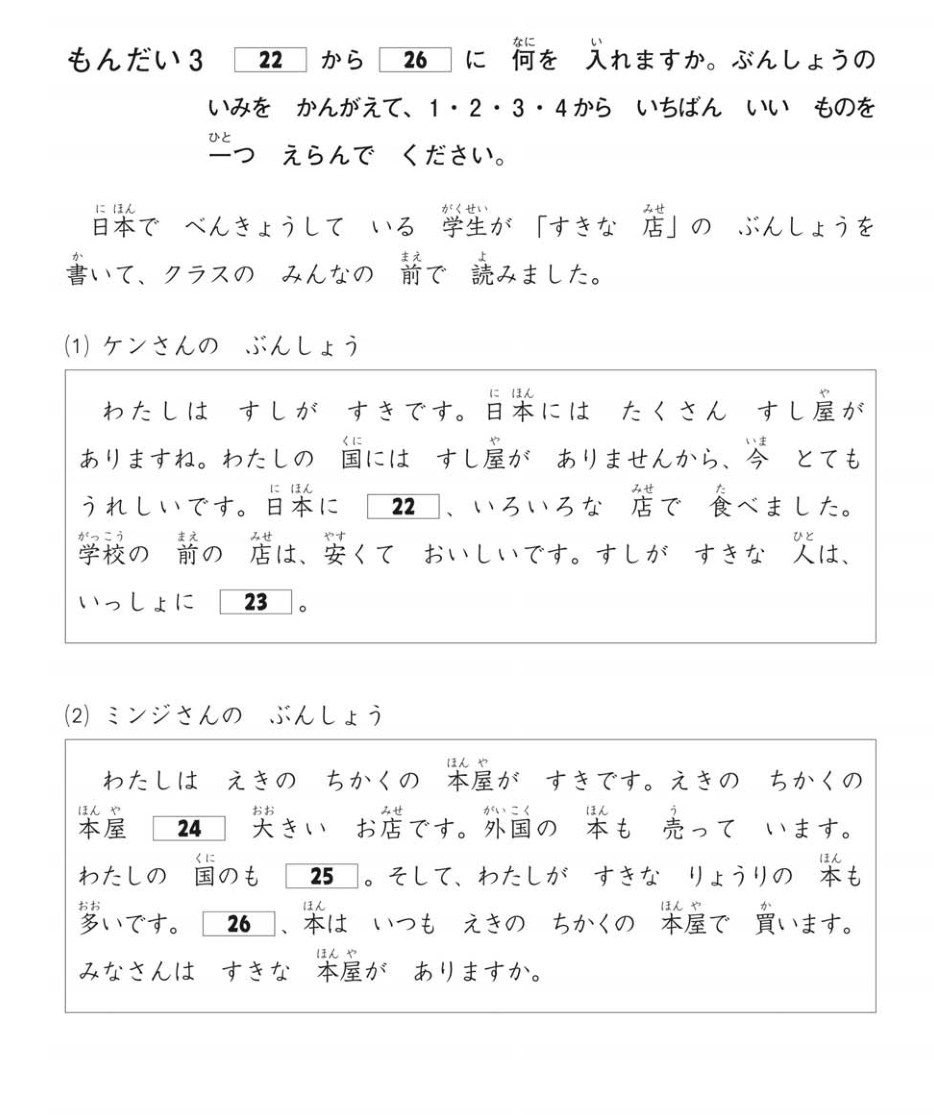 もんだい3 22 から 26 に 何を 入れますか。ぶんしょうの
いみを かんがえて、1・2・3・4から いちばん いい ものを
一つ えらんで ください。
日本で べんきょうして いる 学生が 「すきな 店」の ぶんしょうを
書いて、クラスの みんなの 前で 読みました。
(1) ケンさんの ぶんしょう
わたしは すしが すきです。日本には たくさん すし屋が
ありますね。わたしの 国には すし屋が ありませんから、今 とても
うれしいです。日本に 22 、いろいろな 店で 食べました。
学校の 前の 店は、安くて おいしいです。すしが すきな 人は、
いっしょに 23 。
(2) ミンジさんの ぶんしょう
わたしは えきの ちかくの 本屋が すきです。えきの ちかくの
本屋 24 大きい お店です。外国の 本も 売って います。
わたしの 国のも 25 。そして、わたしが すきな りょうりの 本も
多いです。 26 、本は いつも えきの ちかくの 本屋で 買います。
みなさんは すきな 本屋が ありますか。